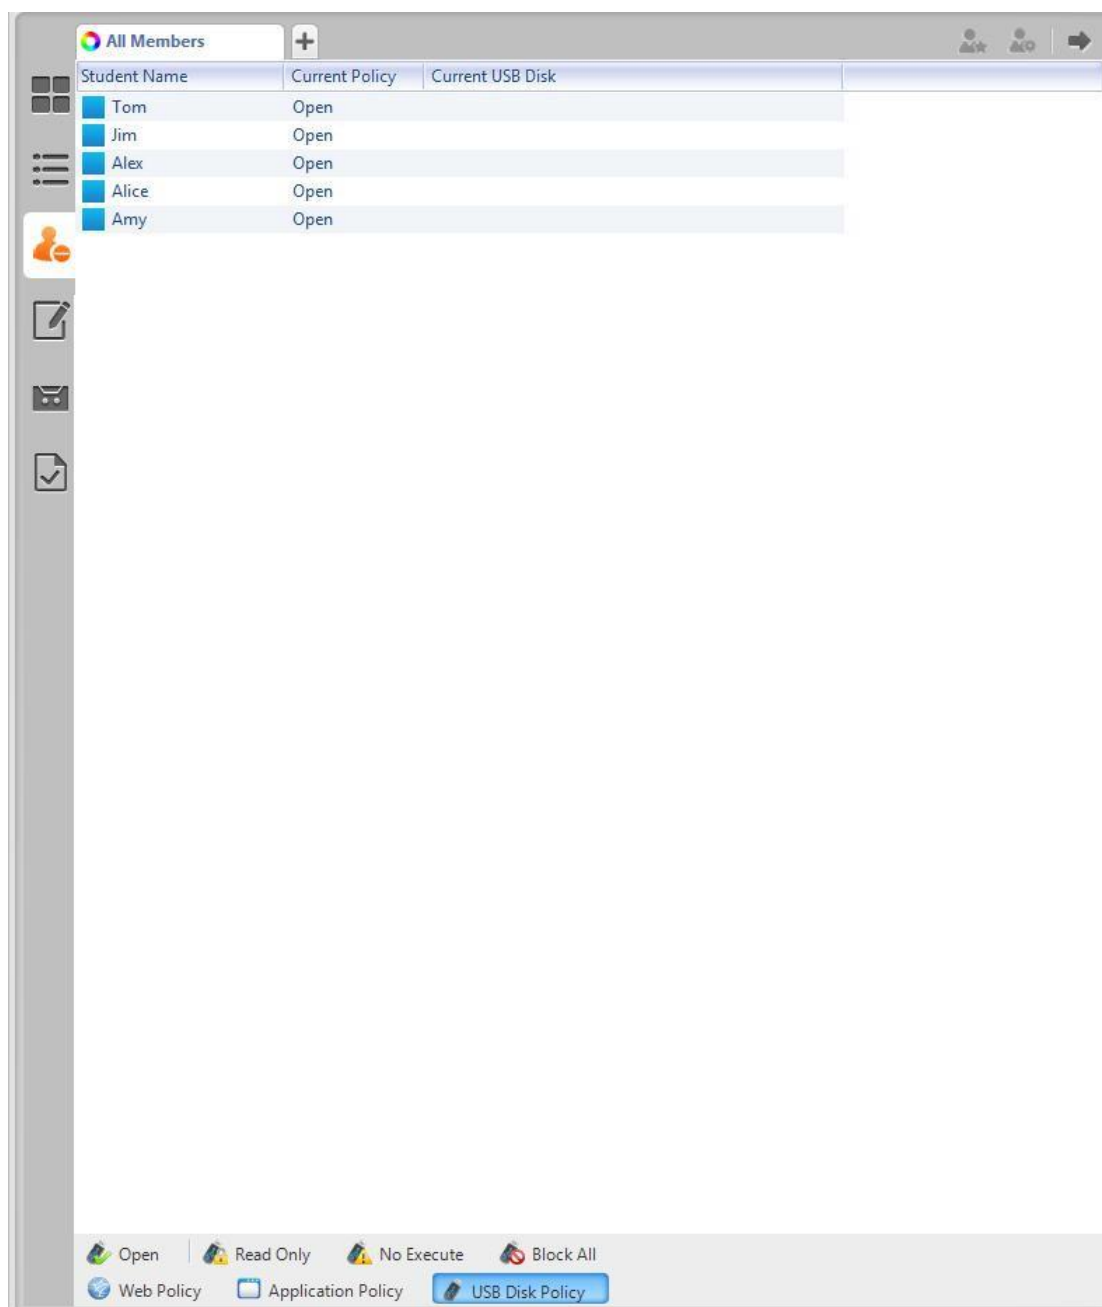 All Members
Student Name Current Policy Current USB Disk
Tom Open
Jim Open
Alex Open
Alice Open
Amy Open
Open Read Only No Execute Block All
Web Policy Application Policy USB Disk Policy